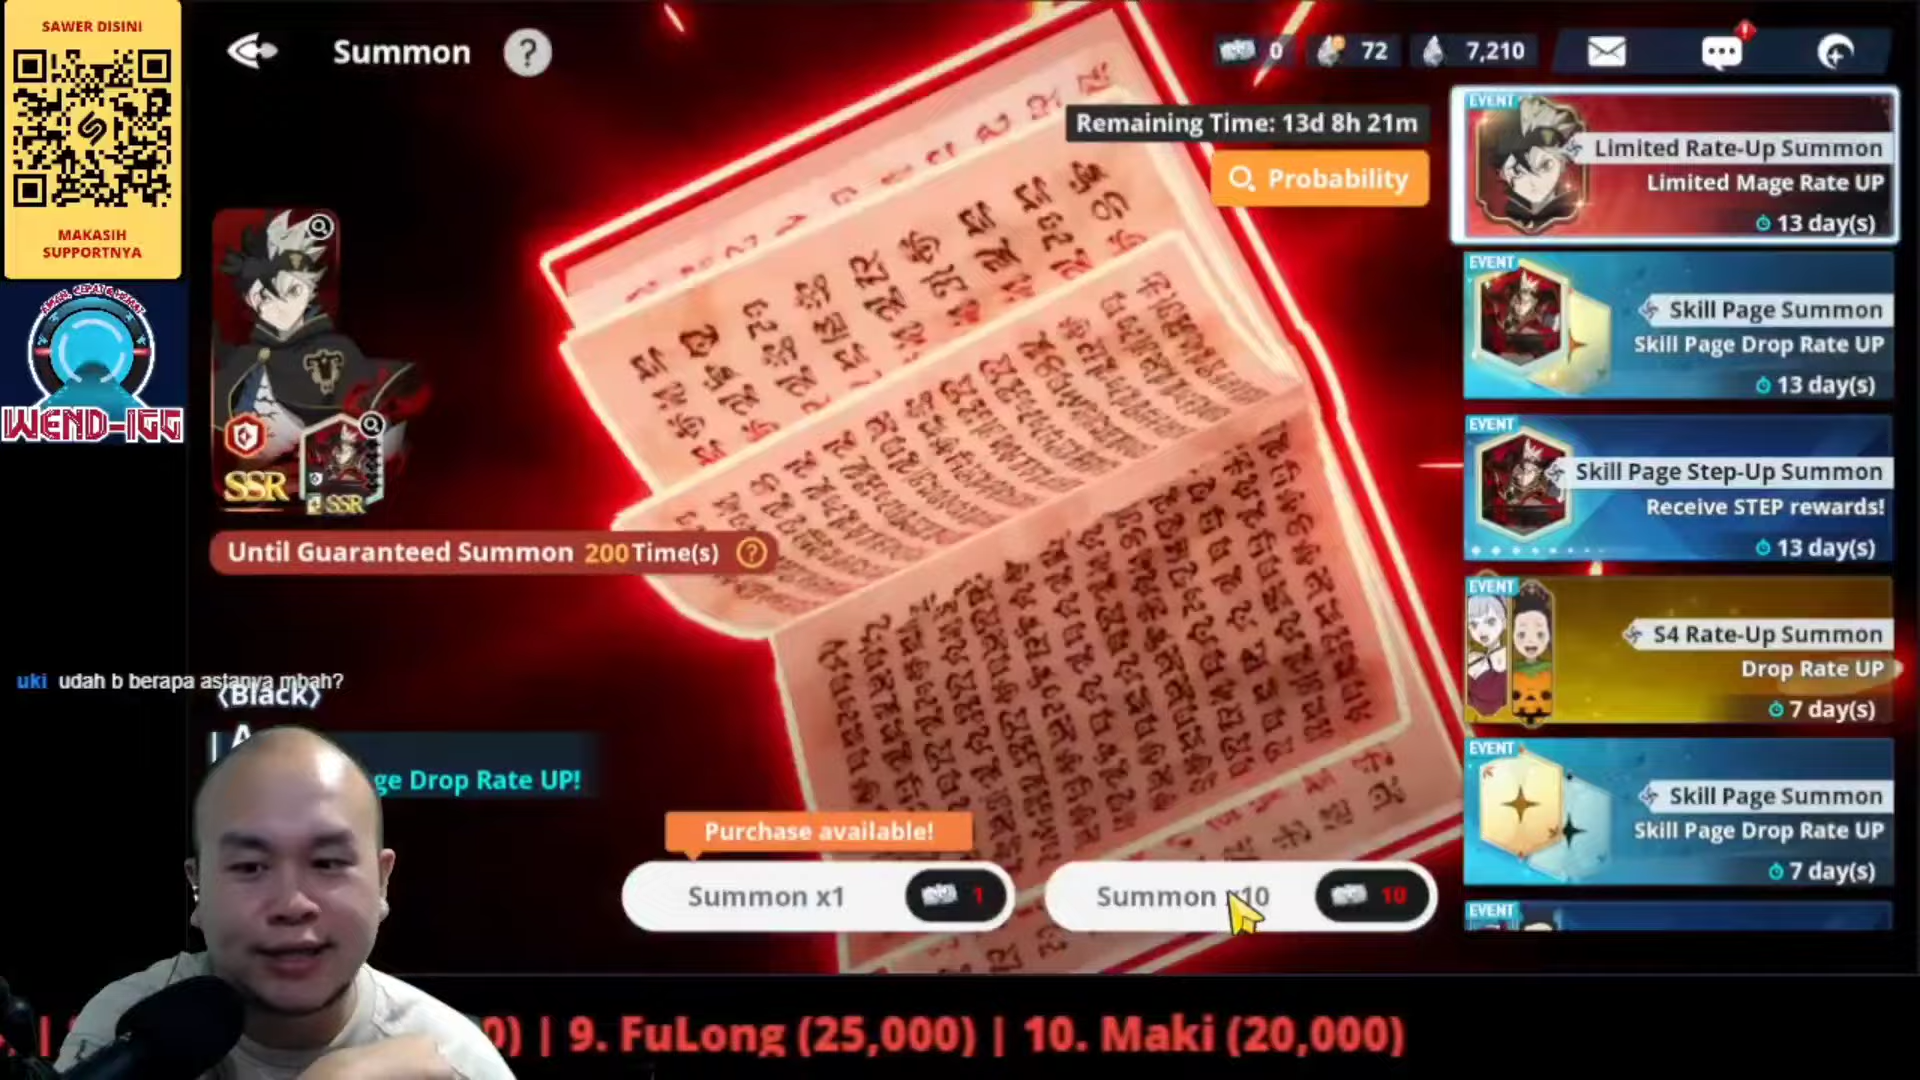 SAWER DISINI
MAKASIH
SUPPORTNYA
WEND-IGG
Summon
?
0
72
7,210
Remaining Time: 13d 8h 21m
Probability
SSR
SSR
Until Guaranteed Summon 200 Time(s) ?
uki udah b berapa astanya mbah?
《Black》
ge Drop Rate UP!
Purchase available!
Summon x1
1
Summon x10
10
EVENT
Limited Rate-Up Summon
Limited Mage Rate UP
13 day(s)
EVENT
Skill Page Summon
Skill Page Drop Rate UP
13 day(s)
EVENT
Skill Page Step-Up Summon
Receive STEP rewards!
13 day(s)
EVENT
S4 Rate-Up Summon
Drop Rate UP
7 day(s)
EVENT
Skill Page Summon
Skill Page Drop Rate UP
7 day(s)
EVENT
0) | 9. FuLong (25,000) | 10. Maki (20,000)